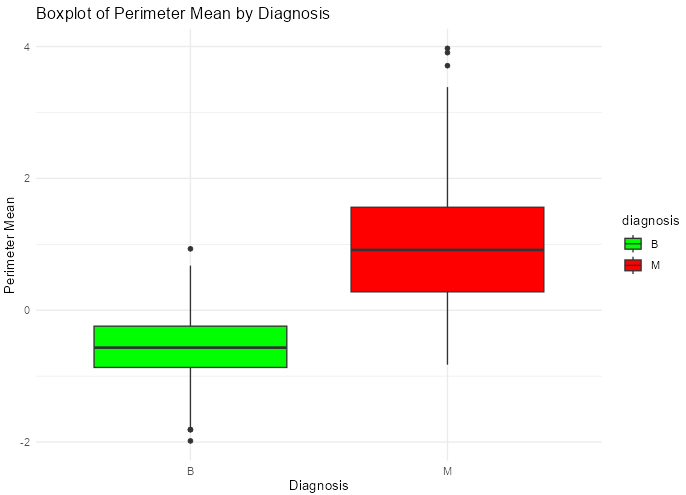 Boxplot of Perimeter Mean by Diagnosis
4
2
0
-2
Perimeter Mean
B
M
Diagnosis
diagnosis
B
M